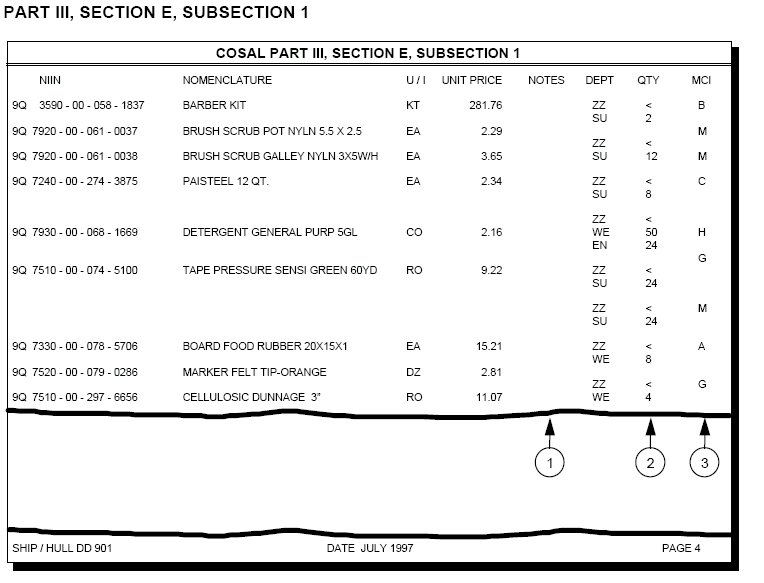 PART III, SECTION E, SUBSECTION 1
COSAL PART III, SECTION E, SUBSECTION 1
NIIN NOMENCLATURE U / I UNIT PRICE NOTES DEPT QTY MCI
9Q 3590 - 00 - 058 - 1837 BARBER KIT KT 281.76 ZZ < B
SU 2
9Q 7920 - 00 - 061 - 0037 BRUSH SCRUB POT NYLN 5.5 X 2.5 EA 2.29 M
ZZ <
9Q 7920 - 00 - 061 - 0038 BRUSH SCRUB GALLEY NYLN 3X5W/H EA 3.65 SU 12 M
9Q 7240 - 00 - 274 - 3875 PAISTEEL 12 QT. EA 2.34 ZZ < C
SU 8
ZZ <
9Q 7930 - 00 - 068 - 1669 DETERGENT GENERAL PURP 5GL CO 2.16 WE 50 H
EN 24
G
9Q 7510 - 00 - 074 - 5100 TAPE PRESSURE SENSI GREEN 60YD RO 9.22 ZZ <
SU 24
ZZ < M
SU 24
9Q 7330 - 00 - 078 - 5706 BOARD FOOD RUBBER 20X15X1 EA 15.21 ZZ < A
WE 8
9Q 7520 - 00 - 079 - 0286 MARKER FELT TIP-ORANGE DZ 2.81
ZZ < G
9Q 7510 - 00 - 297 - 6656 CELLULOSIC DUNNAGE 3" RO 11.07 WE 4
1 2 3
SHIP / HULL DD 901 DATE JULY 1997 PAGE 4